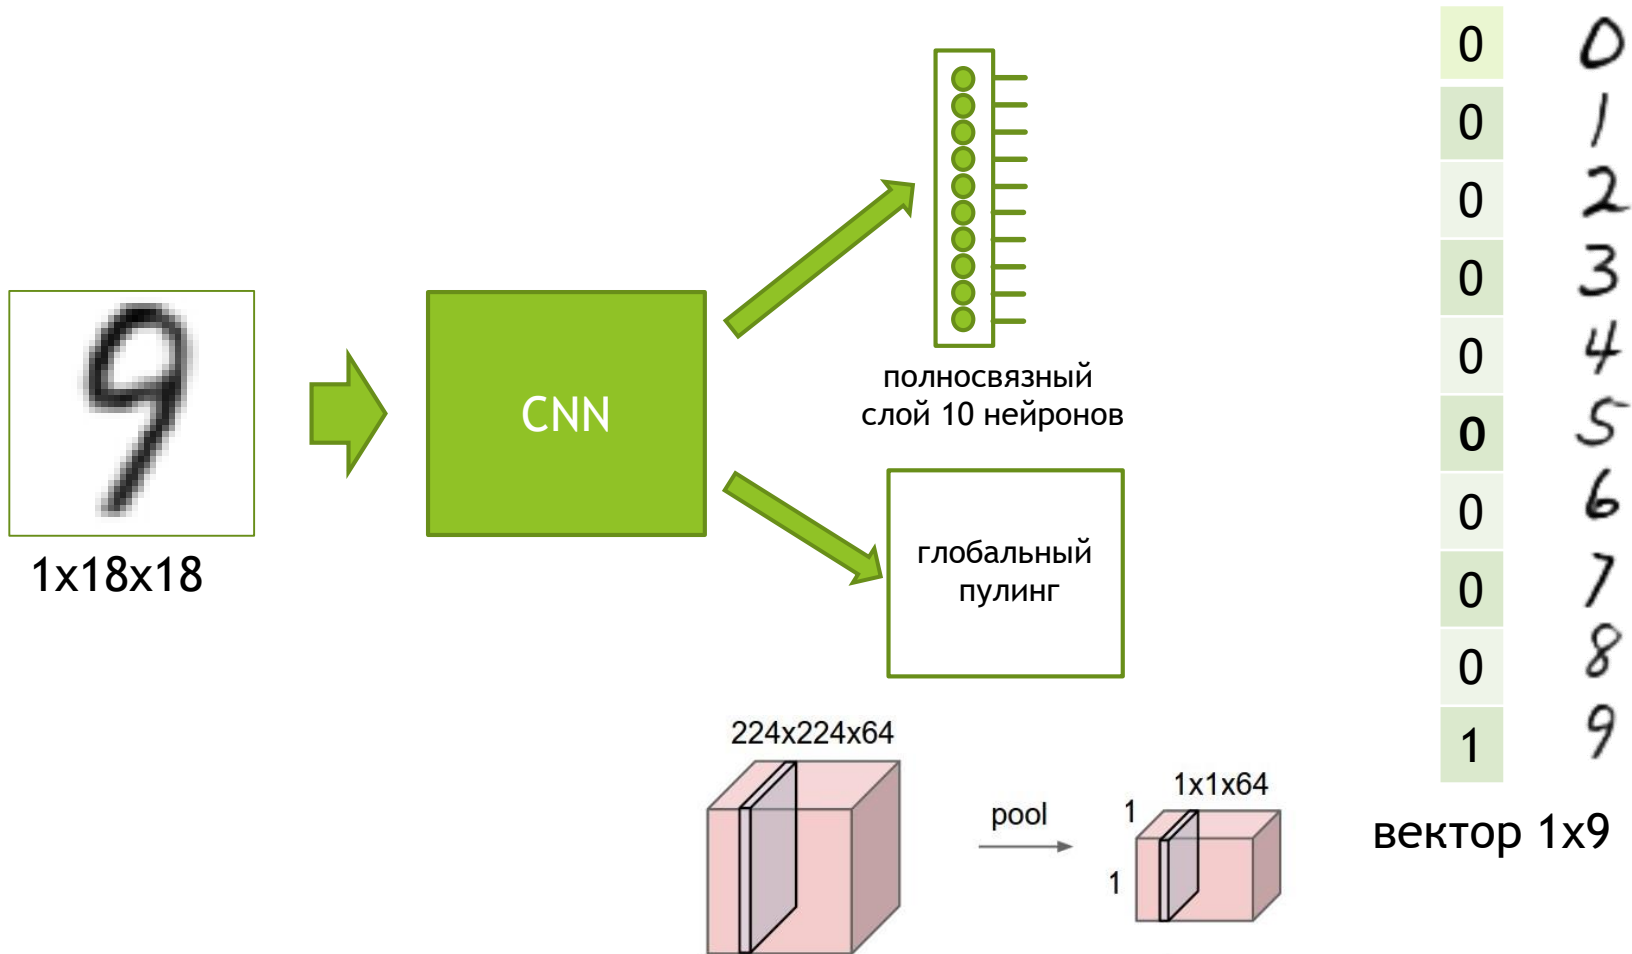 9
1x18x18
CNN
полносвязный
слой 10 нейронов
глобальный
пулинг
224x224x64
pool
1x1x64
1
1
0 0
0 1
0 2
0 3
0 4
0 5
0 6
0 7
0 8
1 9
вектор 1x9